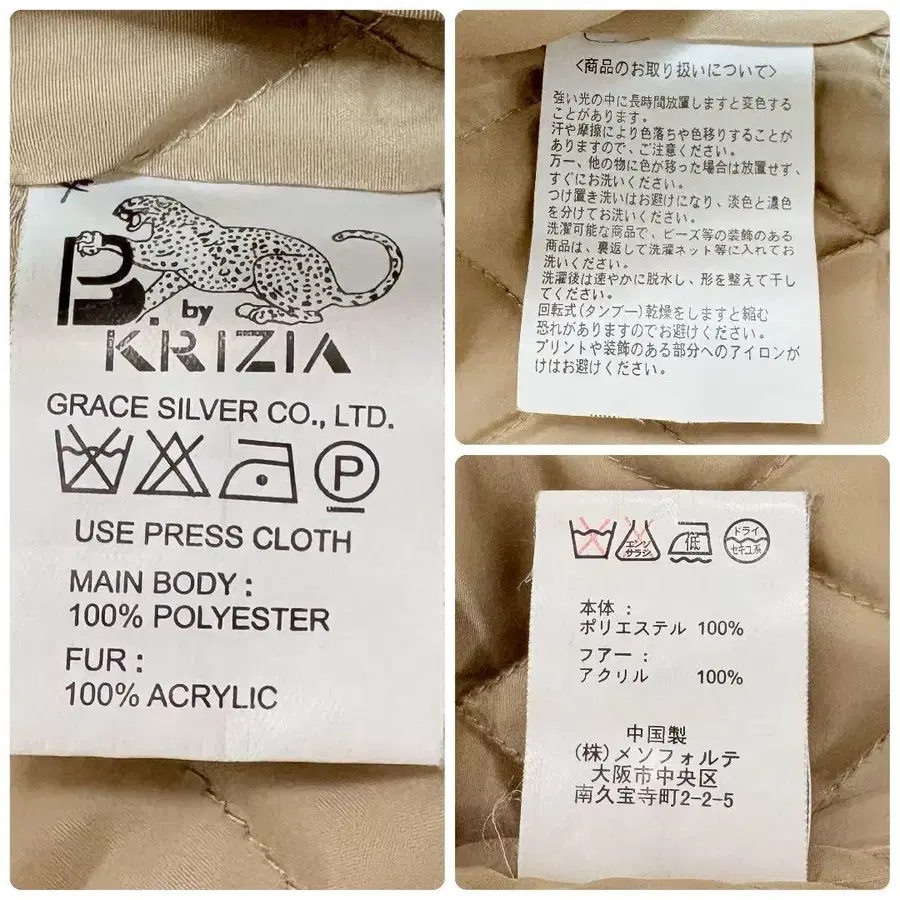 B. by
KRIZIA
GRACE SILVER CO., LTD.
P
USE PRESS CLOTH
MAIN BODY :
100% POLYESTER
FUR :
100% ACRYLIC
〈商品のお取り扱いについて〉
強い光の中に長時間放置しますと変色する
ことがあります。
汗や摩擦により色落ちや色移りすることが
ありますので、ご注意ください。
万一、他の物に色が移った場合は放置せず、
すぐにお洗いください。
つけ置き洗いはお避けになり、淡色と濃色
を分けてお洗いください。
洗濯可能な商品で、ビーズ等の装飾のある
商品は、裏返して洗濯ネット等に入れてお
洗いください。
洗濯後は速やかに脱水し、形を整えて干し
てください。
回転式(タンブー)乾燥をしますと縮む
恐れがありますのでお避けください。
プリントや装飾のある部分へのアイロンが
けはお避けください。
エンソ
サラシ
低
ドライ
セキユ系
本体 :
ポリエステル 100%
フアー :
アクリル 100%
中国製
(株)メソフォルテ
大阪市中央区
南久宝寺町2-2-5